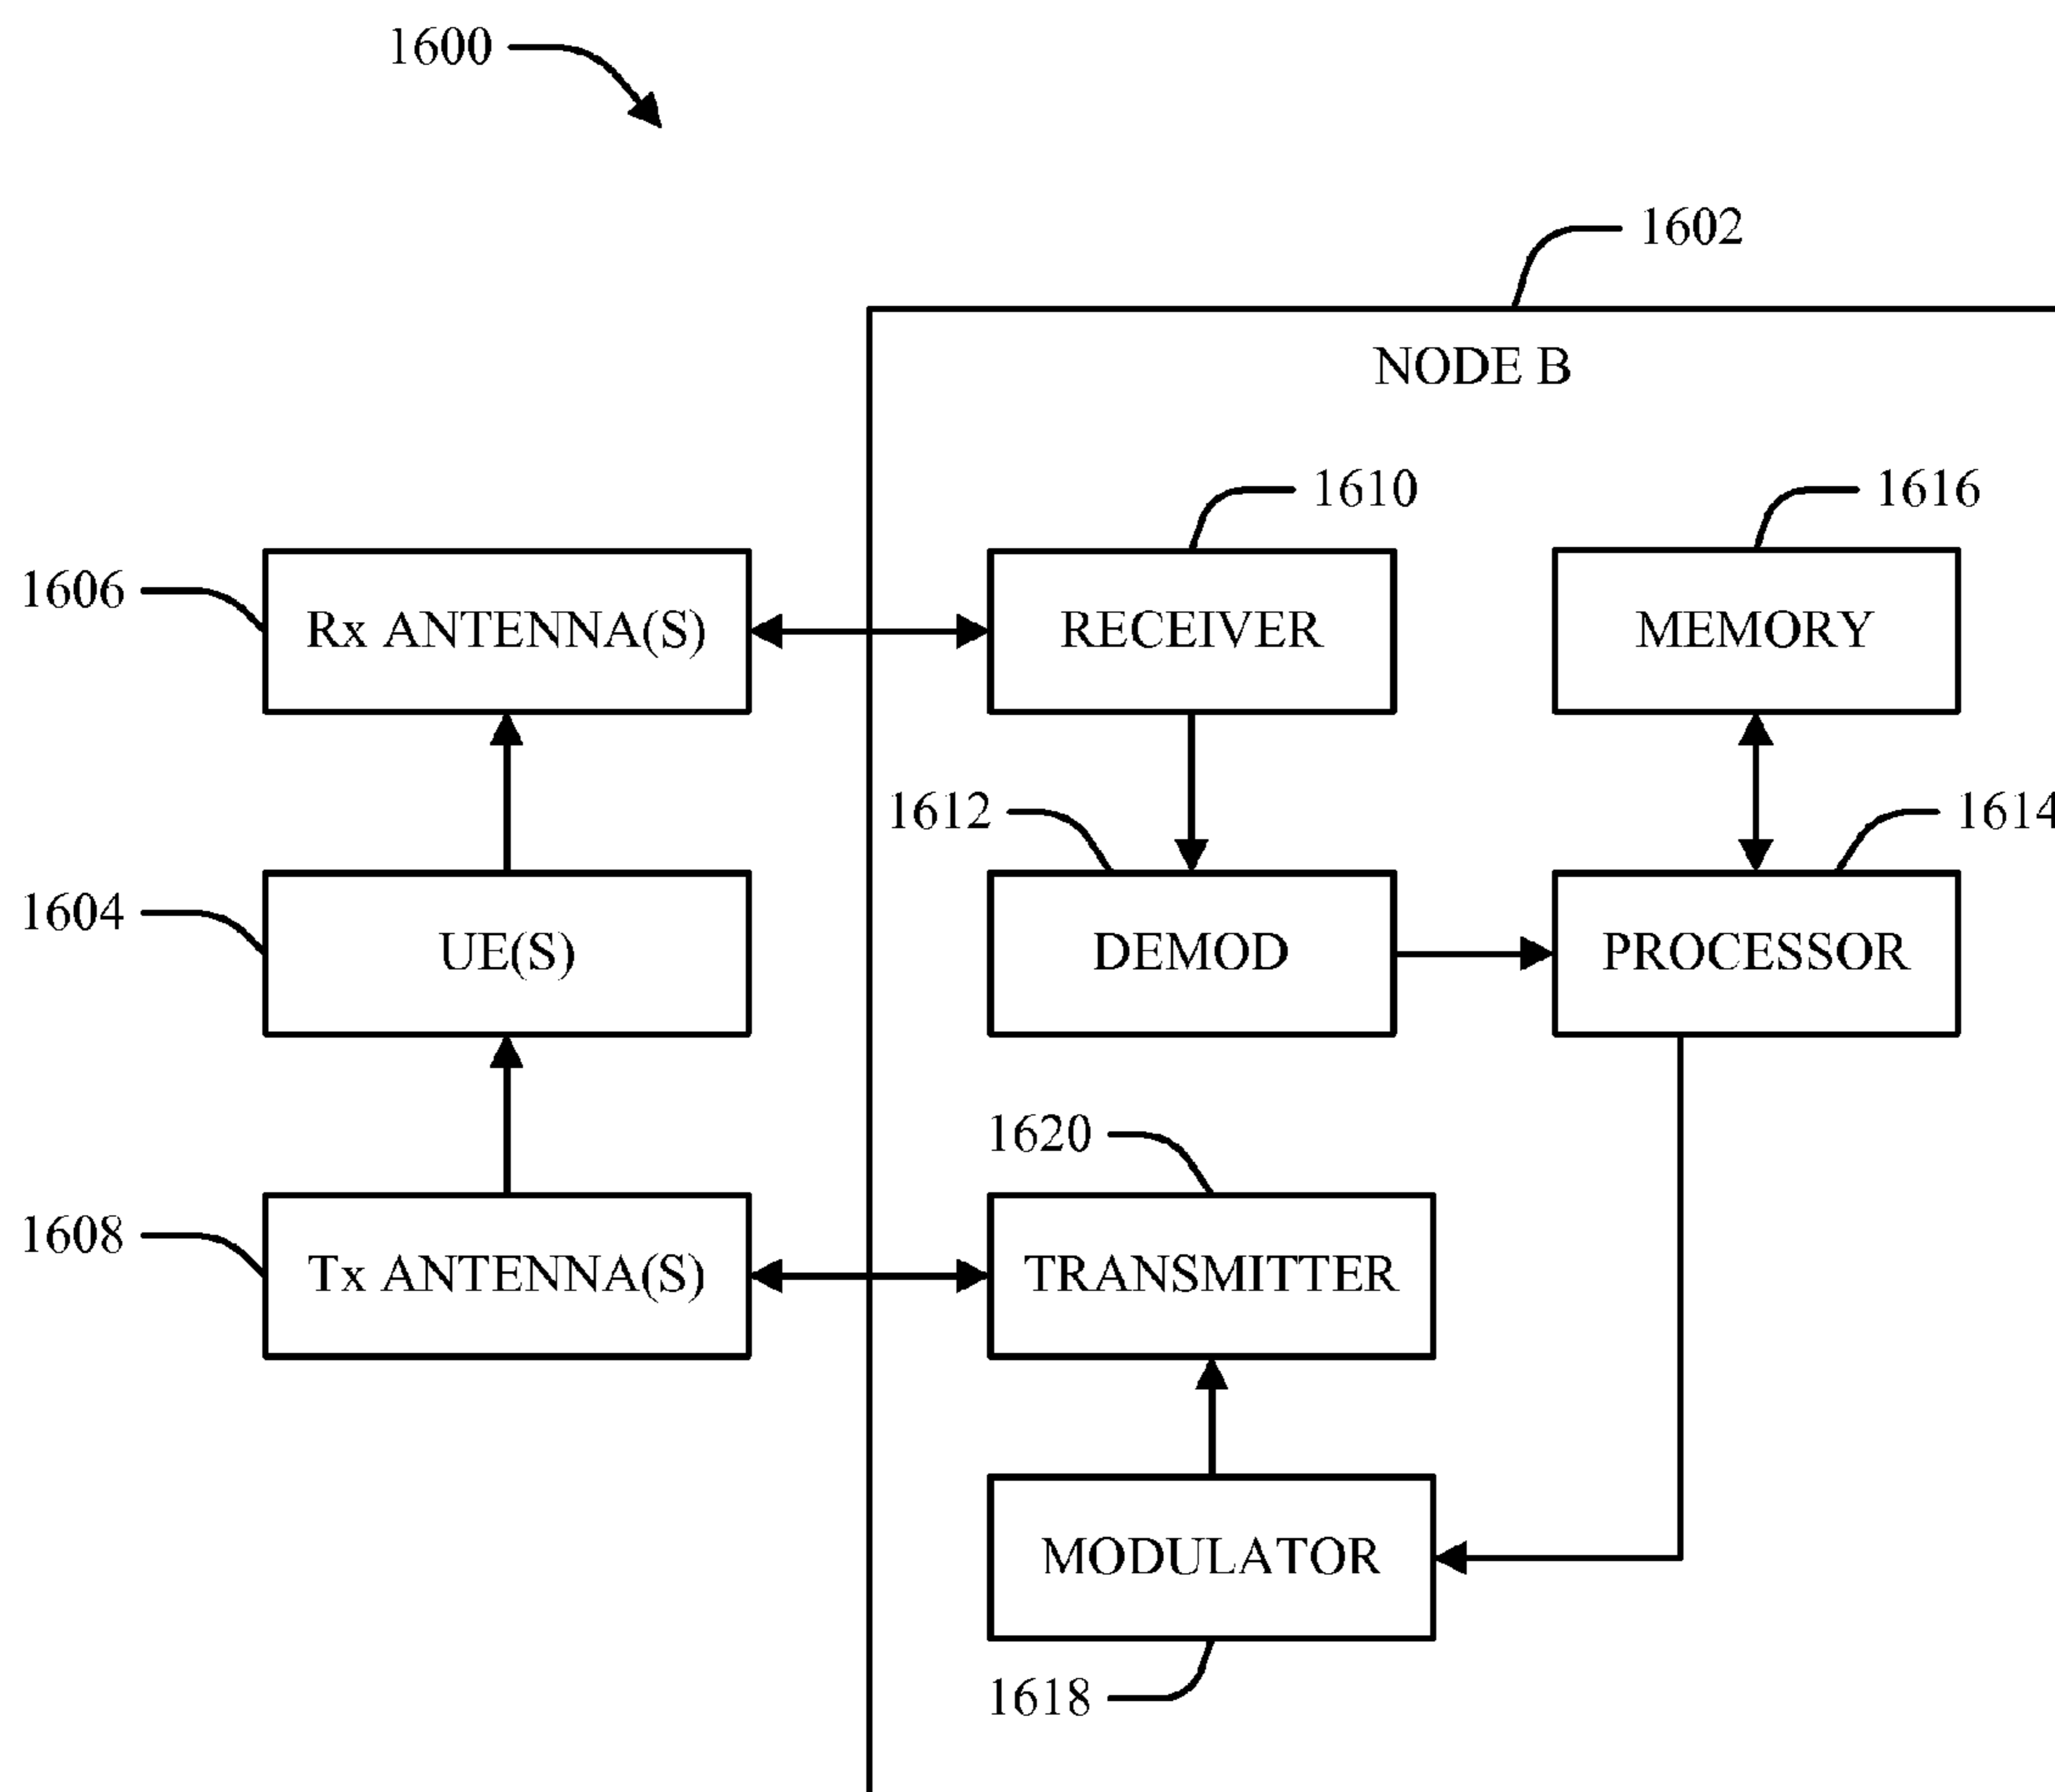 1600
1602
NODE B
1610
1616
1606
Rx ANTENNA(S)
RECEIVER
MEMORY
1612
1614
1604
UE(S)
DEMOD
PROCESSOR
1620
1608
Tx ANTENNA(S)
TRANSMITTER
MODULATOR
1618